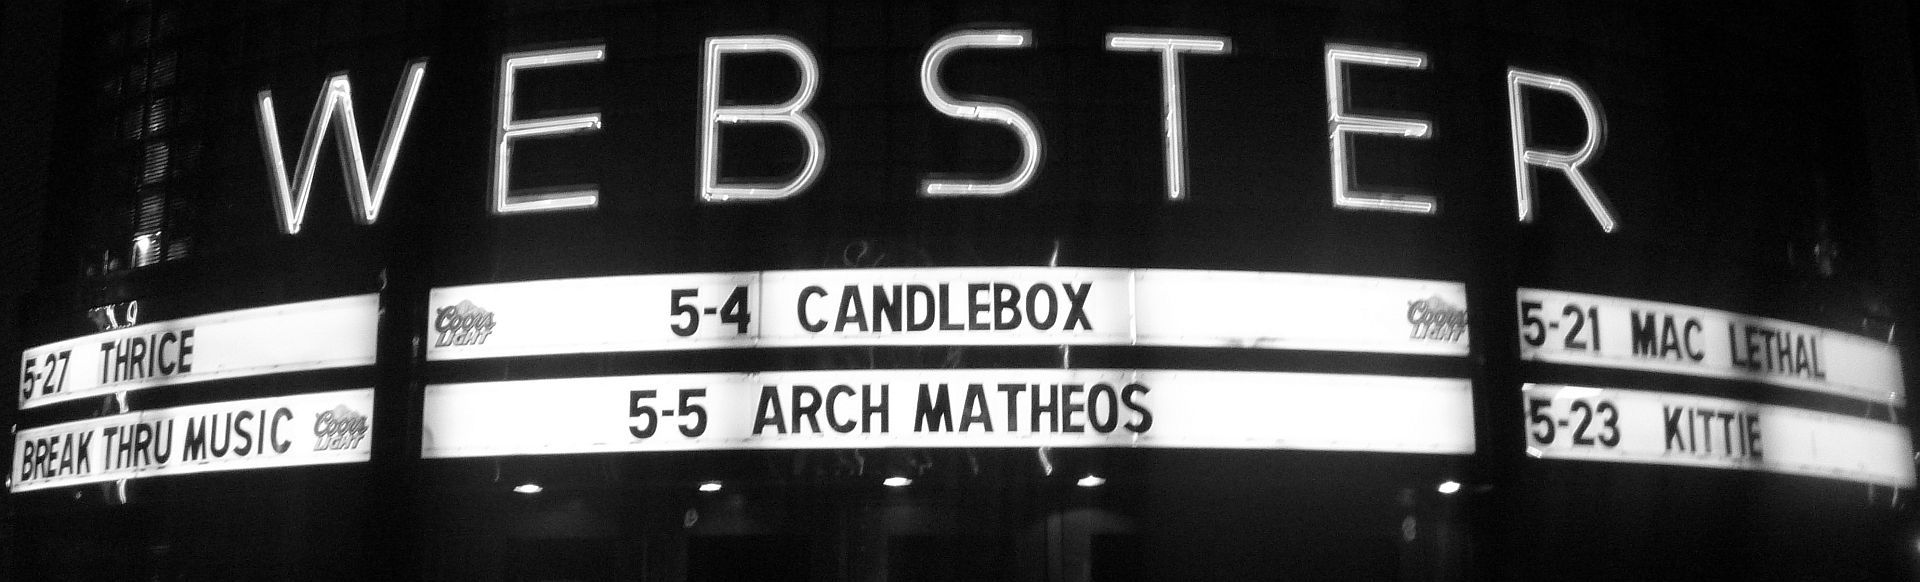 WEBSTER
5-27 THRICE
BREAK THRU MUSIC Coors LIGHT
Coors LIGHT 5-4 CANDLEBOX Coors LIGHT
5-5 ARCH MATHEOS
5-21 MAC LETHAL
5-23 KITTIE